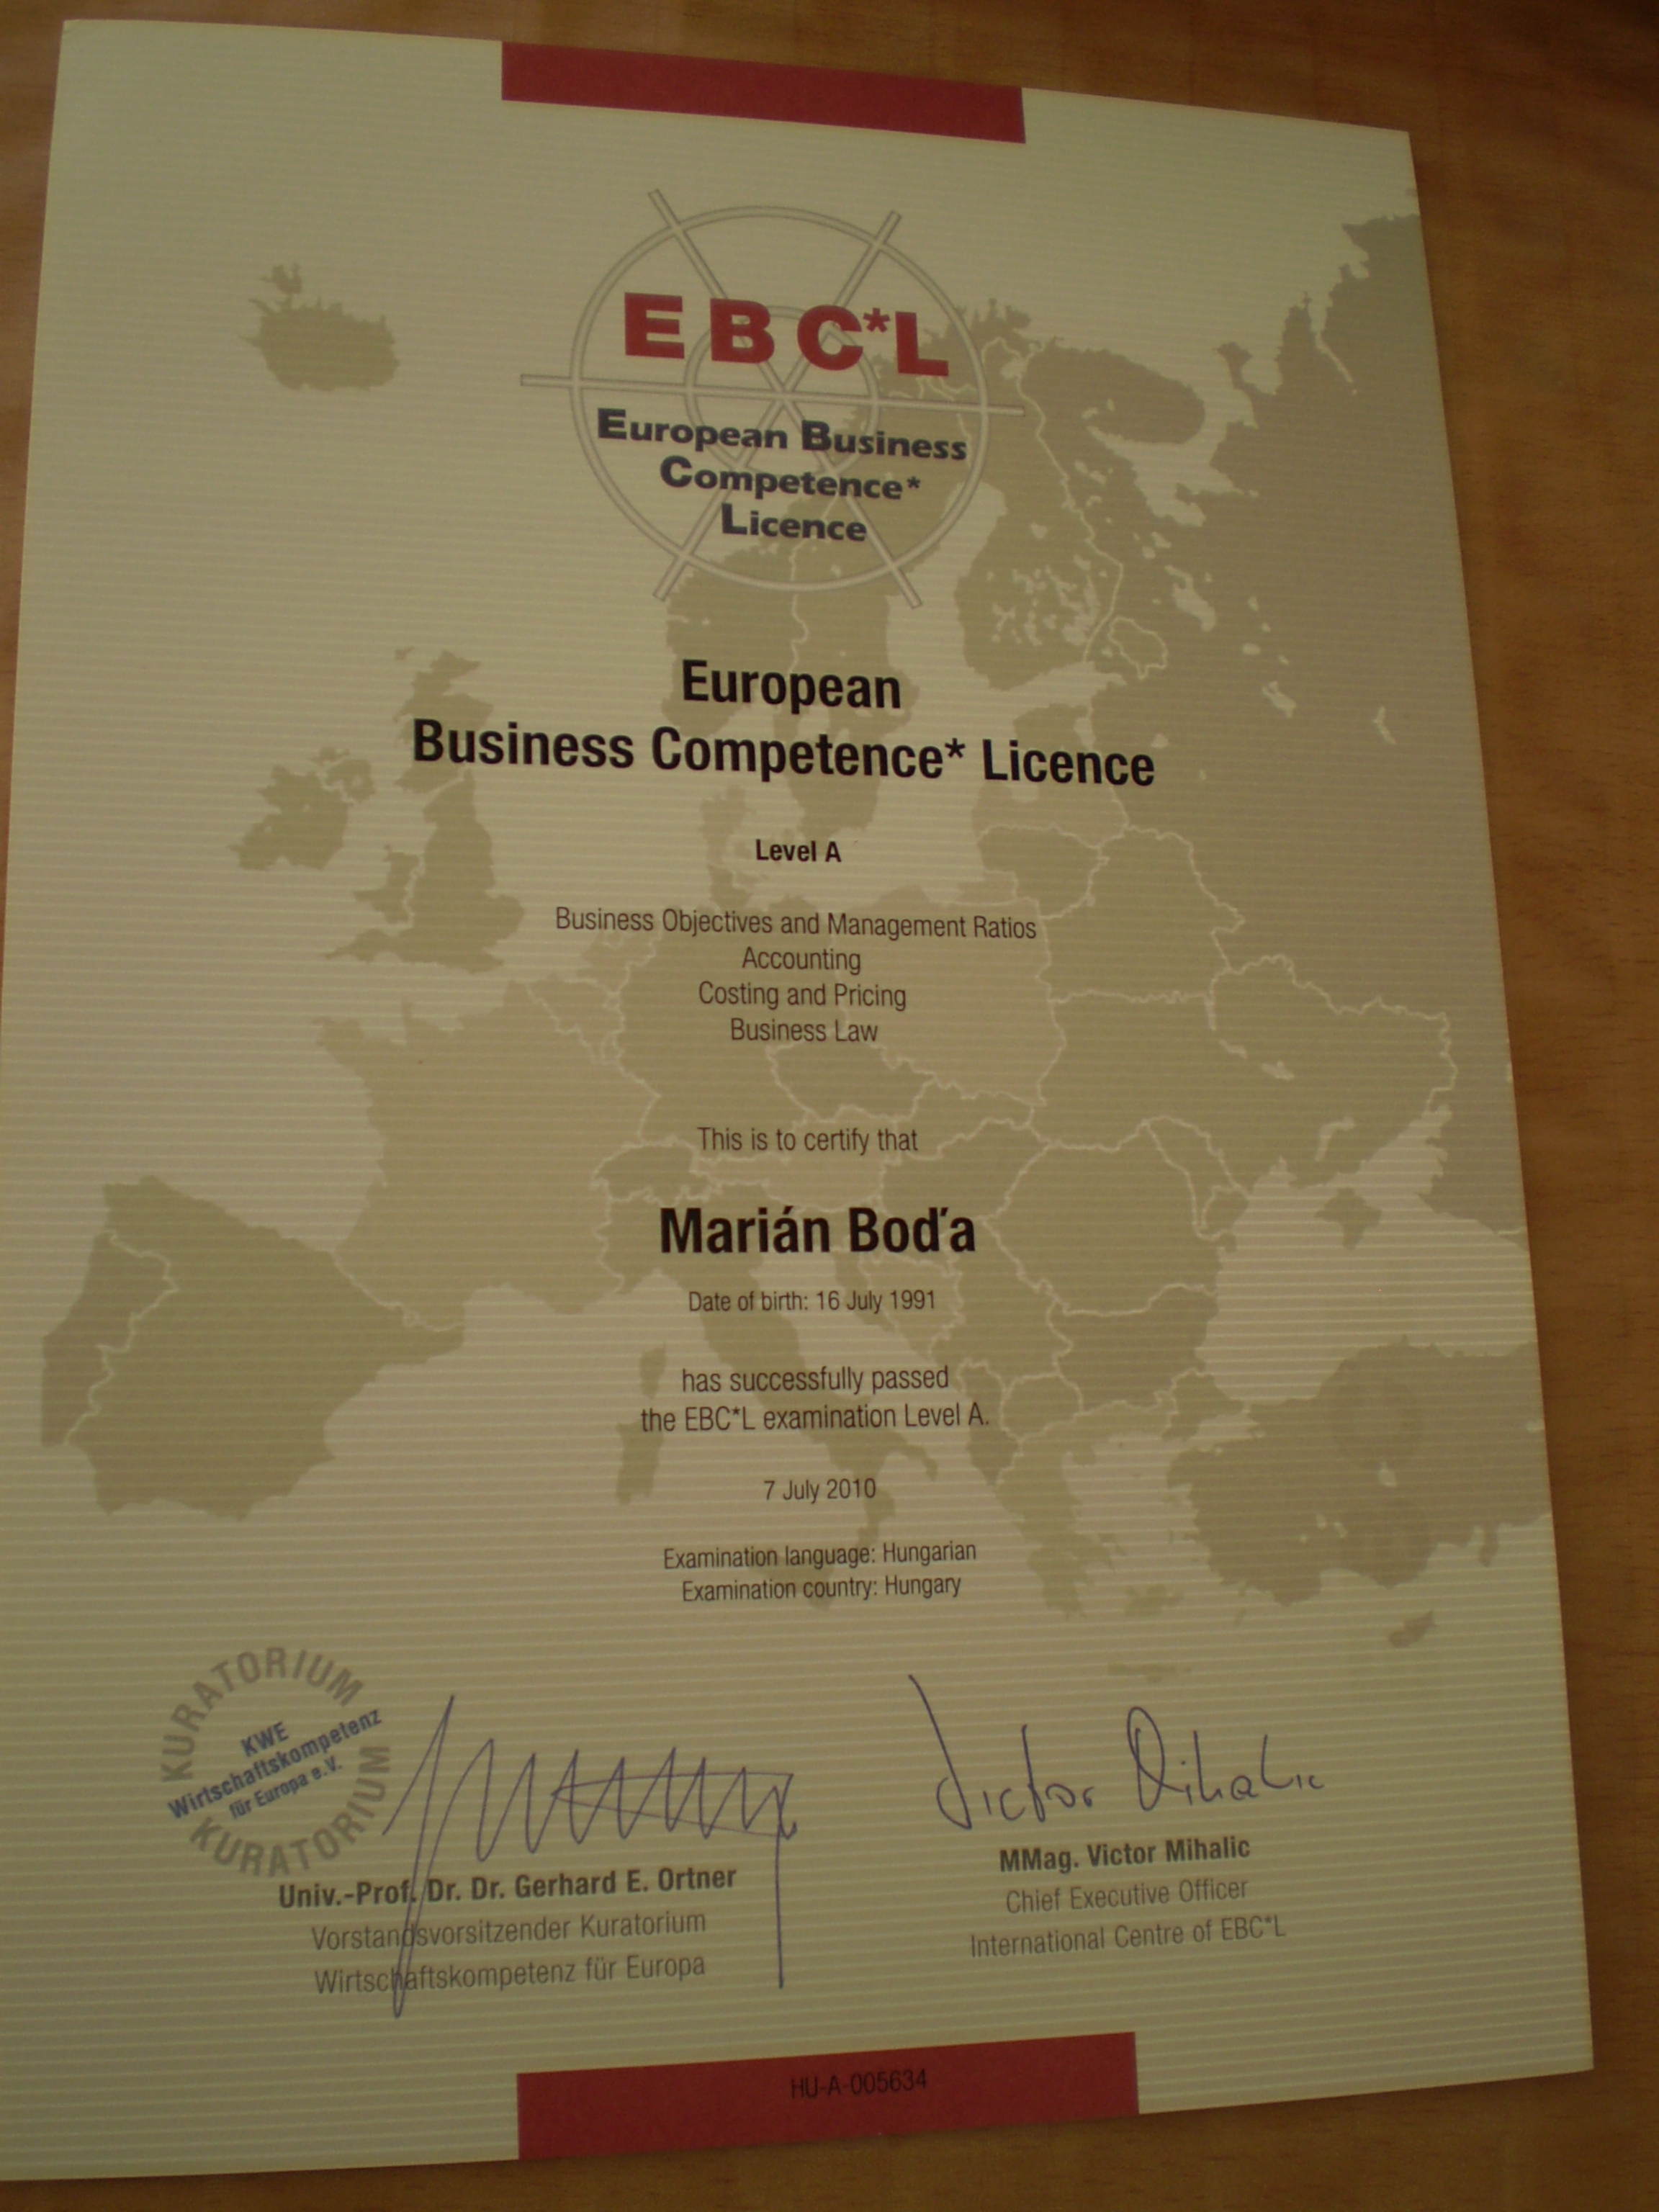 EBC*L
European Business
Competence*
Licence
European
Business Competence* Licence
Level A
Business Objectives and Management Ratios
Accounting
Costing and Pricing
Business Law
This is to certify that
Marián Boďa
Date of birth: 16 July 1991
has successfully passed
the EBC*L examination Level A.
7 July 2010
Examination language: Hungarian
Examination country: Hungary
KURATORIUM
KWE
Wirtschaftskompetenz
für Europa e.V.
KURATORIUM
Victor Mihalic
Univ.-Prof. Dr. Dr. Gerhard E. Ortner
Vorstandsvorsitzender Kuratorium
Wirtschaftskompetenz für Europa
MMag. Victor Mihalic
Chief Executive Officer
International Centre of EBC*L
HU-A-005634